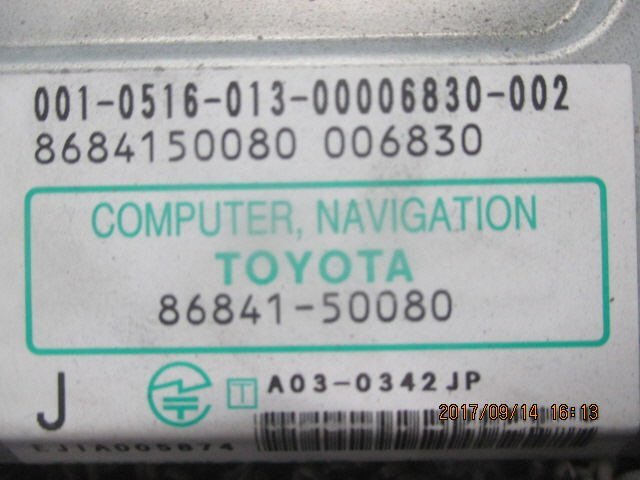 001-0516-013-00006830-002
8684150080 006830
COMPUTER, NAVIGATION
TOYOTA
86841-50080
J T A03-0342JP
2017/09/14 16:13
EJ1A005874